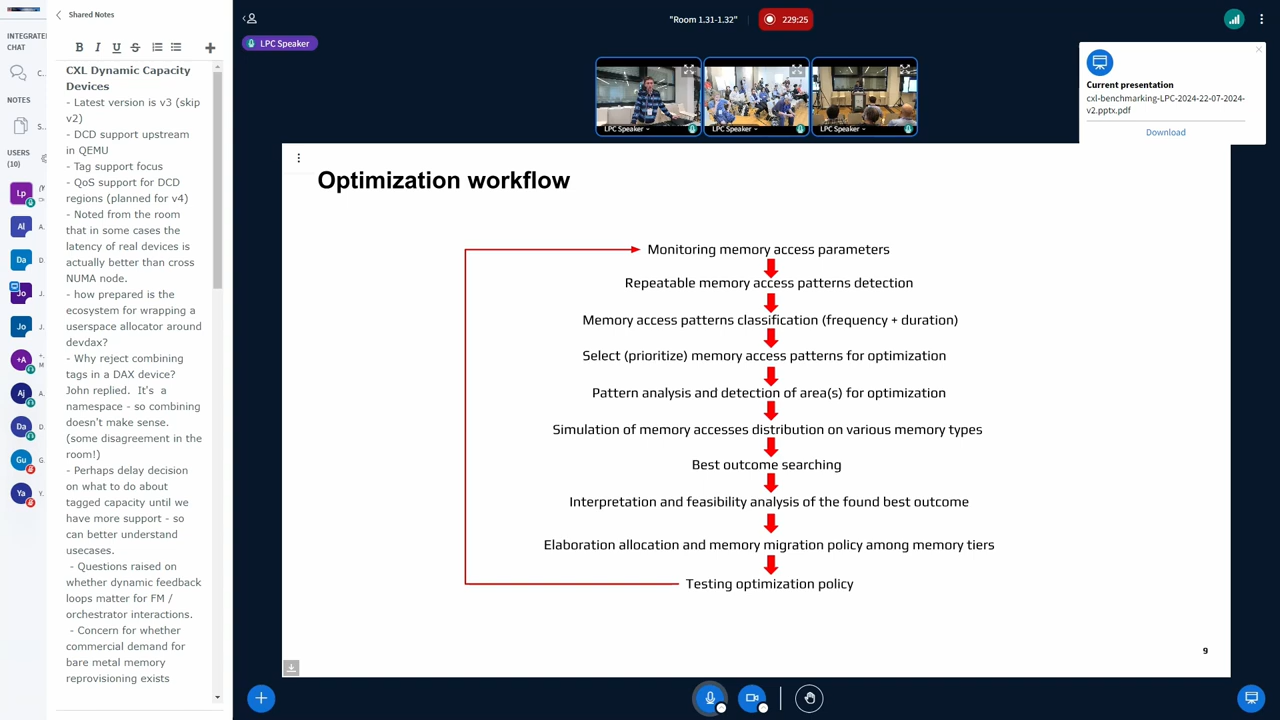 INTEGRATE
CHAT
C...
NOTES
S...
USERS
(10)
Lp
Al
A.
Da
D.
Jo
J.
Jo
J.
+A
Aj
A.
Da
D.
Gu
G.
Ya
Y.
Shared Notes
B I U S
CXL Dynamic Capacity
Devices
- Latest version is v3 (skip
v2)
- DCD support upstream
in QEMU
- Tag support focus
- QoS support for DCD
regions (planned for v4)
- Noted from the room
that in some cases the
latency of real devices is
actually better than cross
NUMA node.
- how prepared is the
ecosystem for wrapping a
userspace allocator around
devdax?
- Why reject combining
tags in a DAX device?
John replied. It's a
namespace - so combining
doesn't make sense.
(some disagreement in the
room!)
- Perhaps delay decision
on what to do about
tagged capacity until we
have more support - so
can better understand
usecases.
- Questions raised on
whether dynamic feedback
loops matter for FM /
orchestrator interactions.
- Concern for whether
commercial demand for
bare metal memory
reprovisioning exists
"Room 1.31-1.32"
229:25
LPC Speaker
LPC Speaker
LPC Speaker
LPC Speaker
Current presentation
cxl-benchmarking-LPC-2024-22-07-2024-
v2.pptx.pdf
Download
Optimization workflow
Monitoring memory access parameters
Repeatable memory access patterns detection
Memory access patterns classification (frequency + duration)
Select (prioritize) memory access patterns for optimization
Pattern analysis and detection of area(s) for optimization
Simulation of memory accesses distribution on various memory types
Best outcome searching
Interpretation and feasibility analysis of the found best outcome
Elaboration allocation and memory migration policy among memory tiers
Testing optimization policy
9